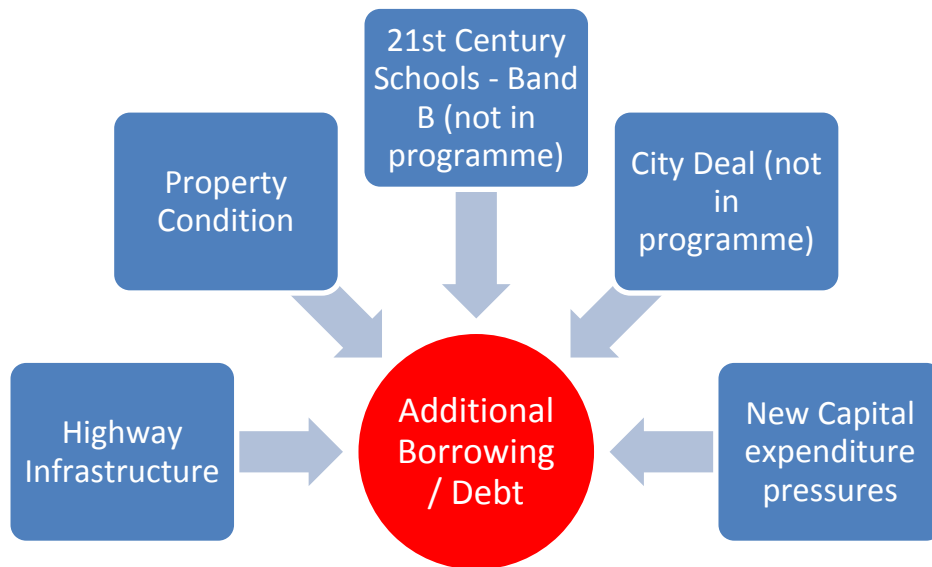 21st Century
Schools - Band
B (not in
programme)
Property
Condition
City Deal (not
in
programme)
Highway
Infrastructure
Additional
Borrowing
/ Debt
New Capital
expenditure
pressures